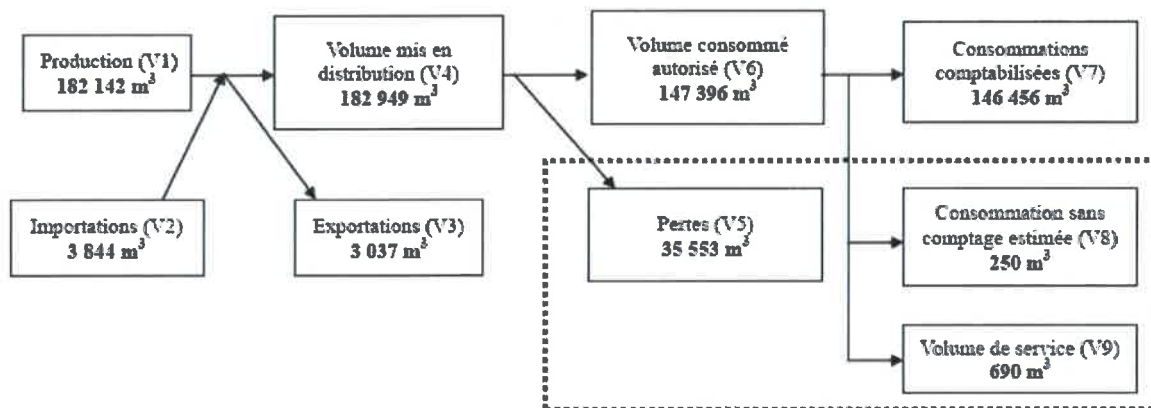 Production (V1)
182 142 m³
Volume mis en
distribution (V4)
182 949 m³
Volume consommé
autorisé (V6)
147 396 m³
Consommations
comptabilisées (V7)
146 456 m³
Importations (V2)
3 844 m³
Exportations (V3)
3 037 m³
Pertes (V5)
35 553 m³
Consommation sans
comptage estimée (V8)
250 m³
Volume de service (V9)
690 m³